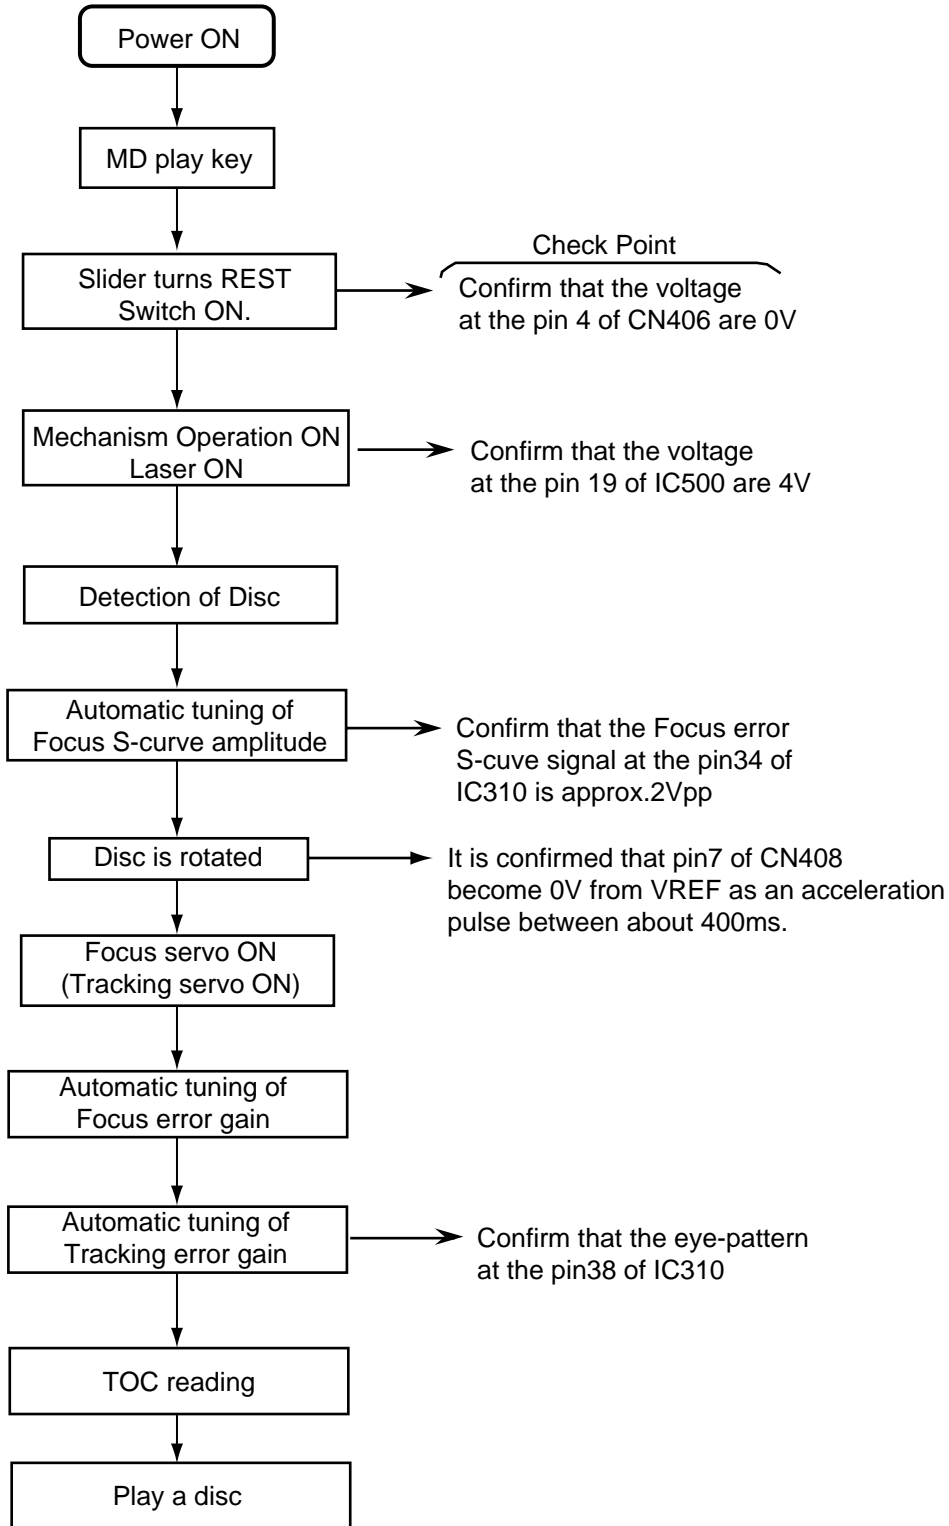 Power ON
MD play key
Slider turns REST
Switch ON.
Check Point
Confirm that the voltage
at the pin 4 of CN406 are 0V
Mechanism Operation ON
Laser ON
Confirm that the voltage
at the pin 19 of IC500 are 4V
Detection of Disc
Automatic tuning of
Focus S-curve amplitude
Confirm that the Focus error
S-cuve signal at the pin34 of
IC310 is approx.2Vpp
Disc is rotated
It is confirmed that pin7 of CN408
become 0V from VREF as an acceleration
pulse between about 400ms.
Focus servo ON
(Tracking servo ON)
Automatic tuning of
Focus error gain
Automatic tuning of
Tracking error gain
Confirm that the eye-pattern
at the pin38 of IC310
TOC reading
Play a disc